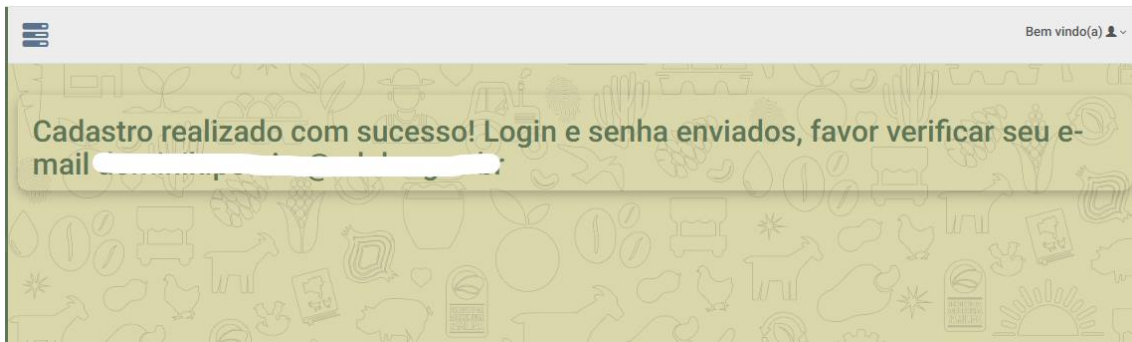 Bem vindo(a)
Cadastro realizado com sucesso! Login e senha enviados, favor verificar seu e-
mail